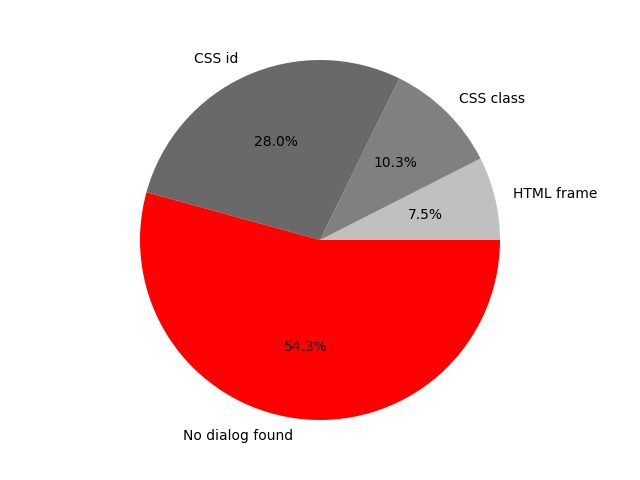 CSS id
CSS class
28.0%
10.3%
HTML frame
7.5%
54.3%
No dialog found